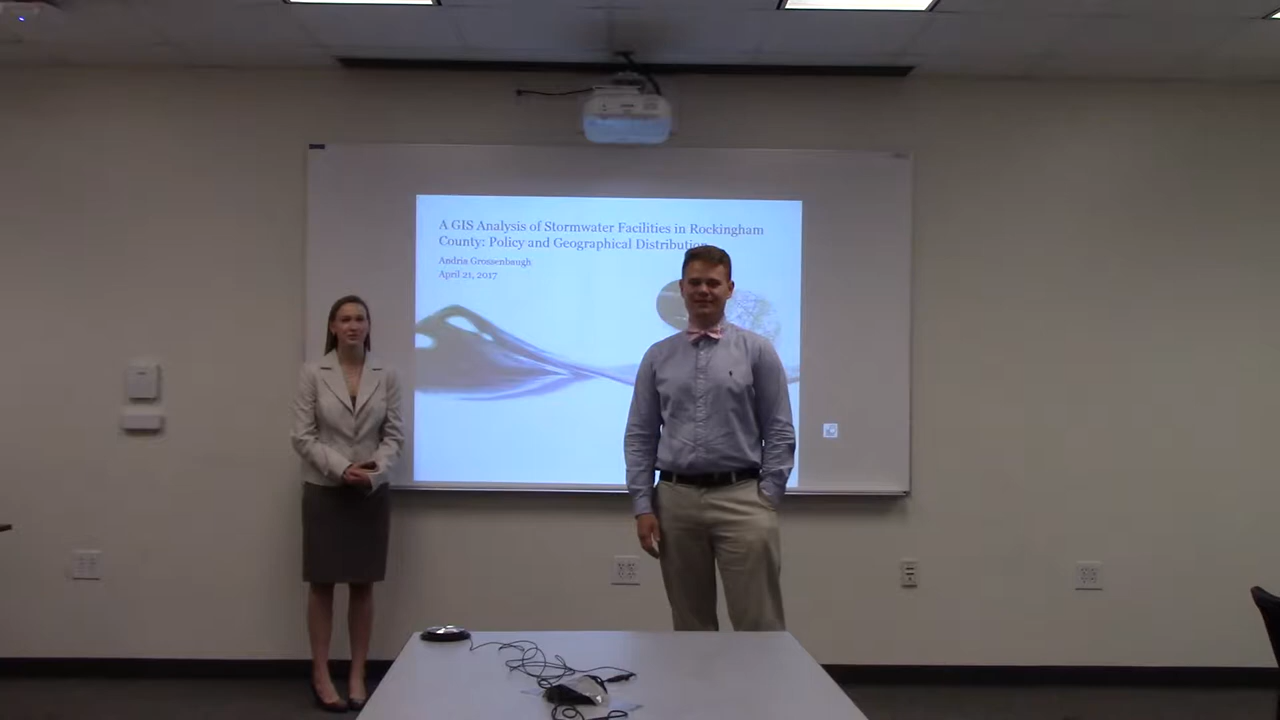 A GIS Analysis of Stormwater Facilities in Rockingham
County: Policy and Geographical Distribution
Andria Grossenbaugh
April 21, 2017